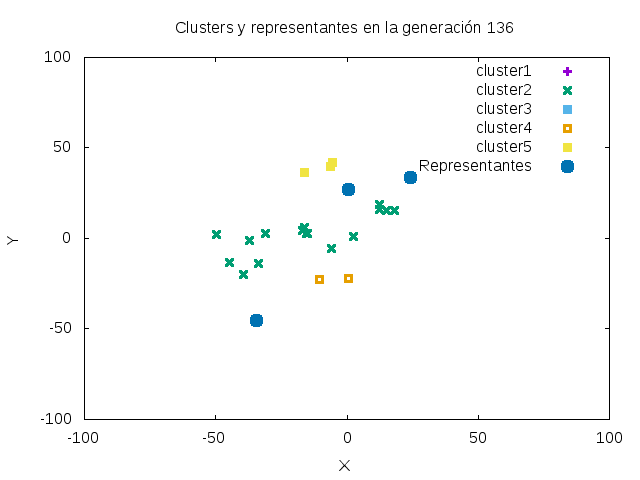 Clusters y representantes en la generación 136
100
50
0
-50
-100
-100 -50 0 50 100
Y
X
cluster1
cluster2
cluster3
cluster4
cluster5
Representantes